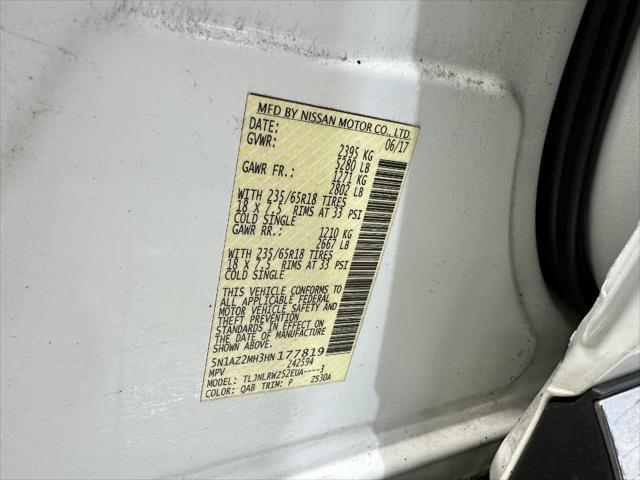 MFD BY NISSAN MOTOR CO., LTD.
DATE: 06/17
GVWR: 2395 KG
5280 LB
GAWR FR.: 1271 KG
2802 LB
WITH 235/65R18 TIRES
18 X 7.5 RIMS AT 33 PSI
COLD SINGLE
GAWR RR.: 1210 KG
2667 LB
WITH 235/65R18 TIRES
18 X 7.5 RIMS AT 33 PSI
COLD SINGLE
THIS VEHICLE CONFORMS TO
ALL APPLICABLE FEDERAL
MOTOR VEHICLE SAFETY AND
THEFT PREVENTION
STANDARDS IN EFFECT ON
THE DATE OF MANUFACTURE
SHOWN ABOVE.
5N1AZ2MH3HN177819
MPV 242594
TLJNLRWZ52EUA----3
COLOR: QAB TRIM: P ZS30A